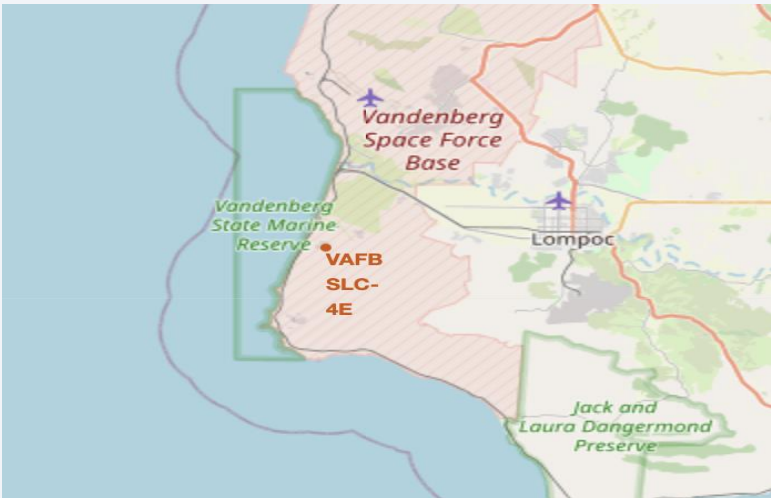 Vandenberg
Space Force
Base
Vandenberg
State Marine
Reserve
VAFB
SLC-
4E
Lompoc
Jack and
Laura Dangermond
Preserve